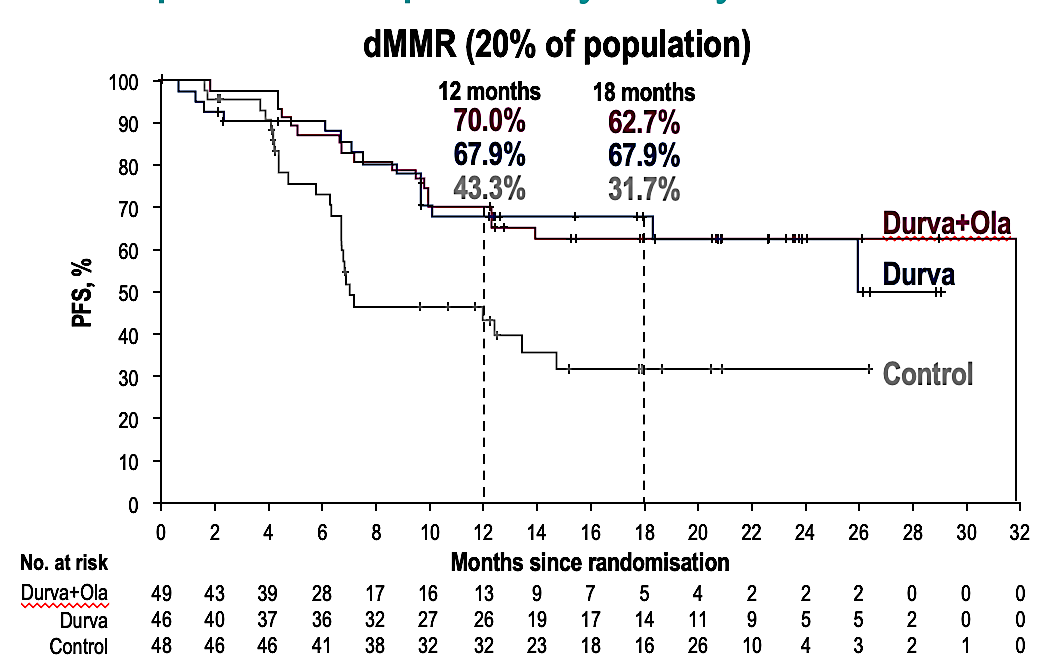 dMMR (20% of population)
12 months 18 months
70.0% 62.7%
67.9% 67.9%
43.3% 31.7%
100
90
80
70
60
50
40
30
20
10
0
PFS, %
Durva+Ola
Durva
Control
0 2 4 6 8 10 12 14 16 18 20 22 24 26 28 30 32
No. at risk Months since randomisation
Durva+Ola 49 43 39 28 17 16 13 9 7 5 4 2 2 2 0 0 0
Durva 46 40 37 36 32 27 26 19 17 14 11 9 5 5 2 0 0
Control 48 46 46 41 38 32 32 23 18 16 26 10 4 3 2 1 0